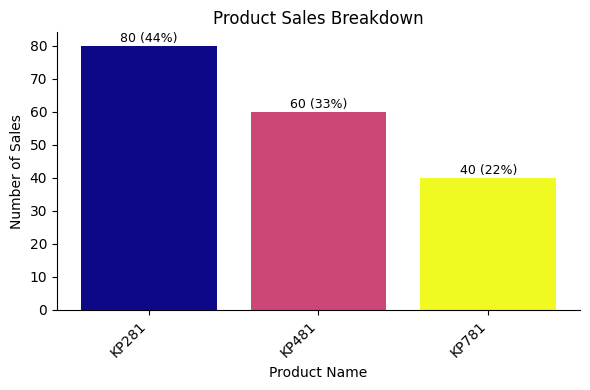 Product Sales Breakdown
80 (44%)
60 (33%)
40 (22%)
Number of Sales
80
70
60
50
40
30
20
10
0
KP281
KP481
KP781
Product Name